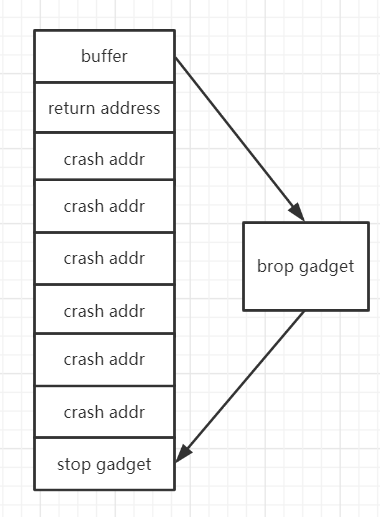 buffer
return address
crash addr
crash addr
crash addr
crash addr
crash addr
crash addr
stop gadget
brop gadget